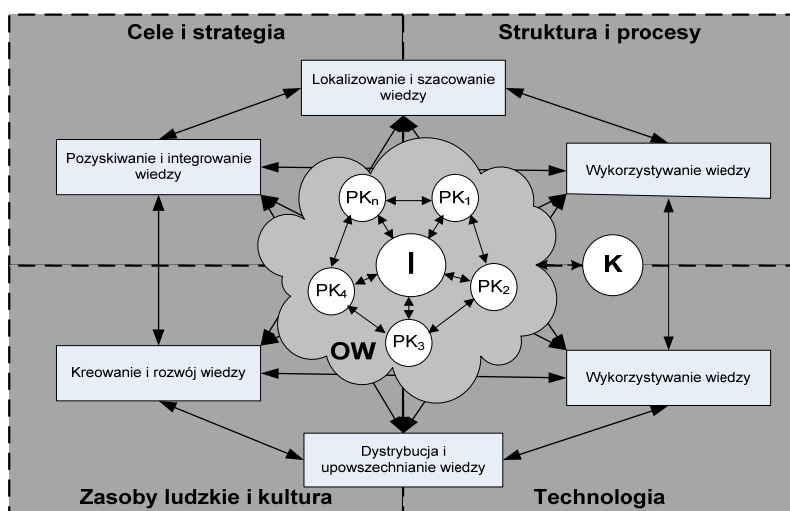 Cele i strategia
Struktura i procesy
Lokalizowanie i szacowanie
wiedzy
Pozyskiwanie i integrowanie
wiedzy
Wykorzystywanie wiedzy
PKn
PK1
I
K
PK4
PK2
PK3
OW
Kreowanie i rozwój wiedzy
Wykorzystywanie wiedzy
Dystrybucja i
upowszechnianie wiedzy
Zasoby ludzkie i kultura
Technologia